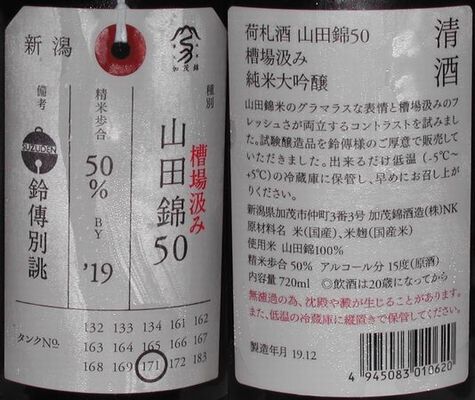 新潟
加茂錦
種別
槽場汲み
山田錦50
精米歩合
50%
BY
'19
備考
SUZUDEN
鈴傳別誂
タンクNo.
132 133 134 161 162
163 164 165 166 167
168 169 171 172 183
清酒
荷札酒 山田錦50
槽場汲み
純米大吟醸
山田錦米のグラマラスな表情と槽場汲みのフ
レッシュさが両立するコントラストを試みまし
た。試験醸造品を鈴傳様のご厚意で販売して
いただきました。出来るだけ低温 (-5℃~
+5℃) の冷蔵庫に保管し、早めにお召し上が
りください。
新潟県加茂市仲町3番3号 加茂錦酒造(株)NK
原材料名 米(国産)、米麹(国産米)
使用米 山田錦100%
精米歩合 50% アルコール分 15度(原酒)
内容量 720ml ◎飲酒は20歳になってから
無濾過の為、沈殿や澱が生じることがあります。
また、低温の冷蔵庫に縦置きで保管してください。
製造年月 19.12
4 945083 010620